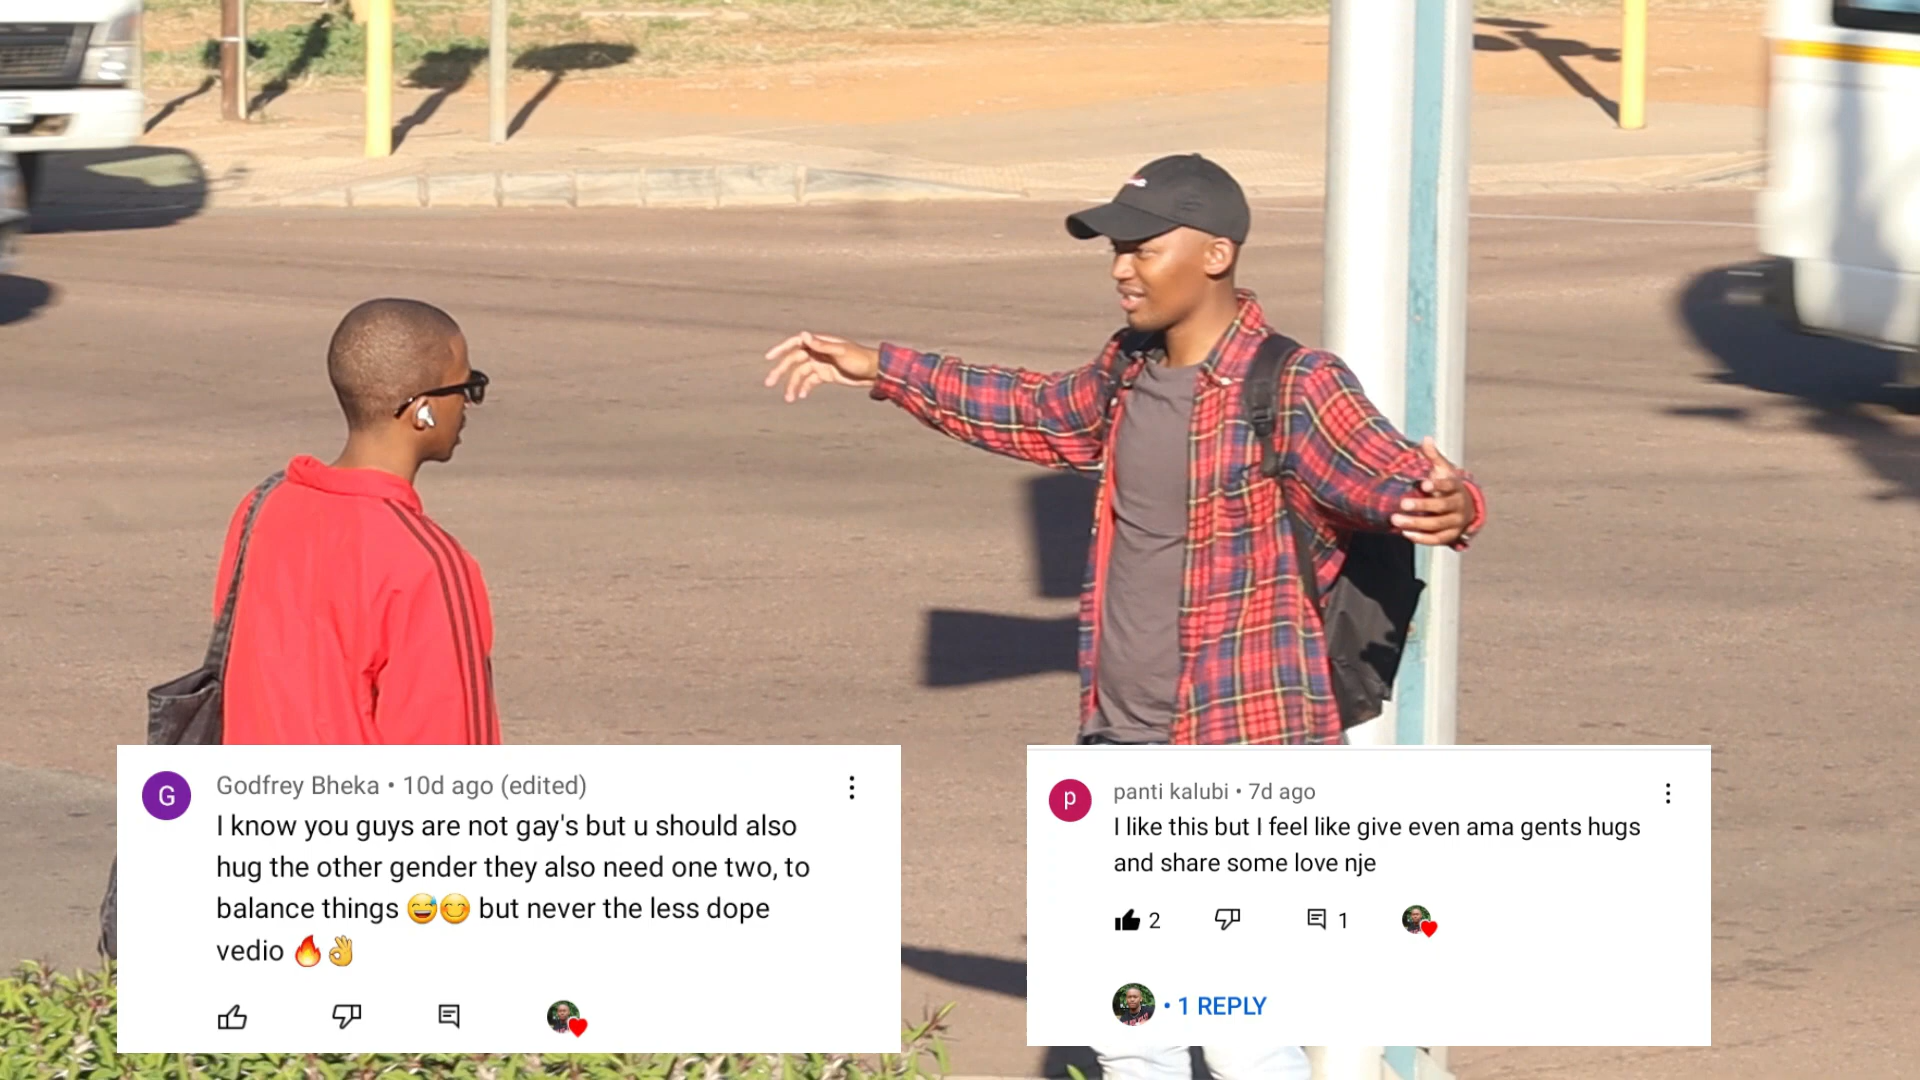 Godfrey Bheka • 10d ago (edited)
I know you guys are not gay's but u should also
hug the other gender they also need one two, to
balance things 😅😊 but never the less dope
vedio 🔥👌
G
panti kalubi • 7d ago
I like this but I feel like give even ama gents hugs
and share some love nje
p
2
1
• 1 REPLY